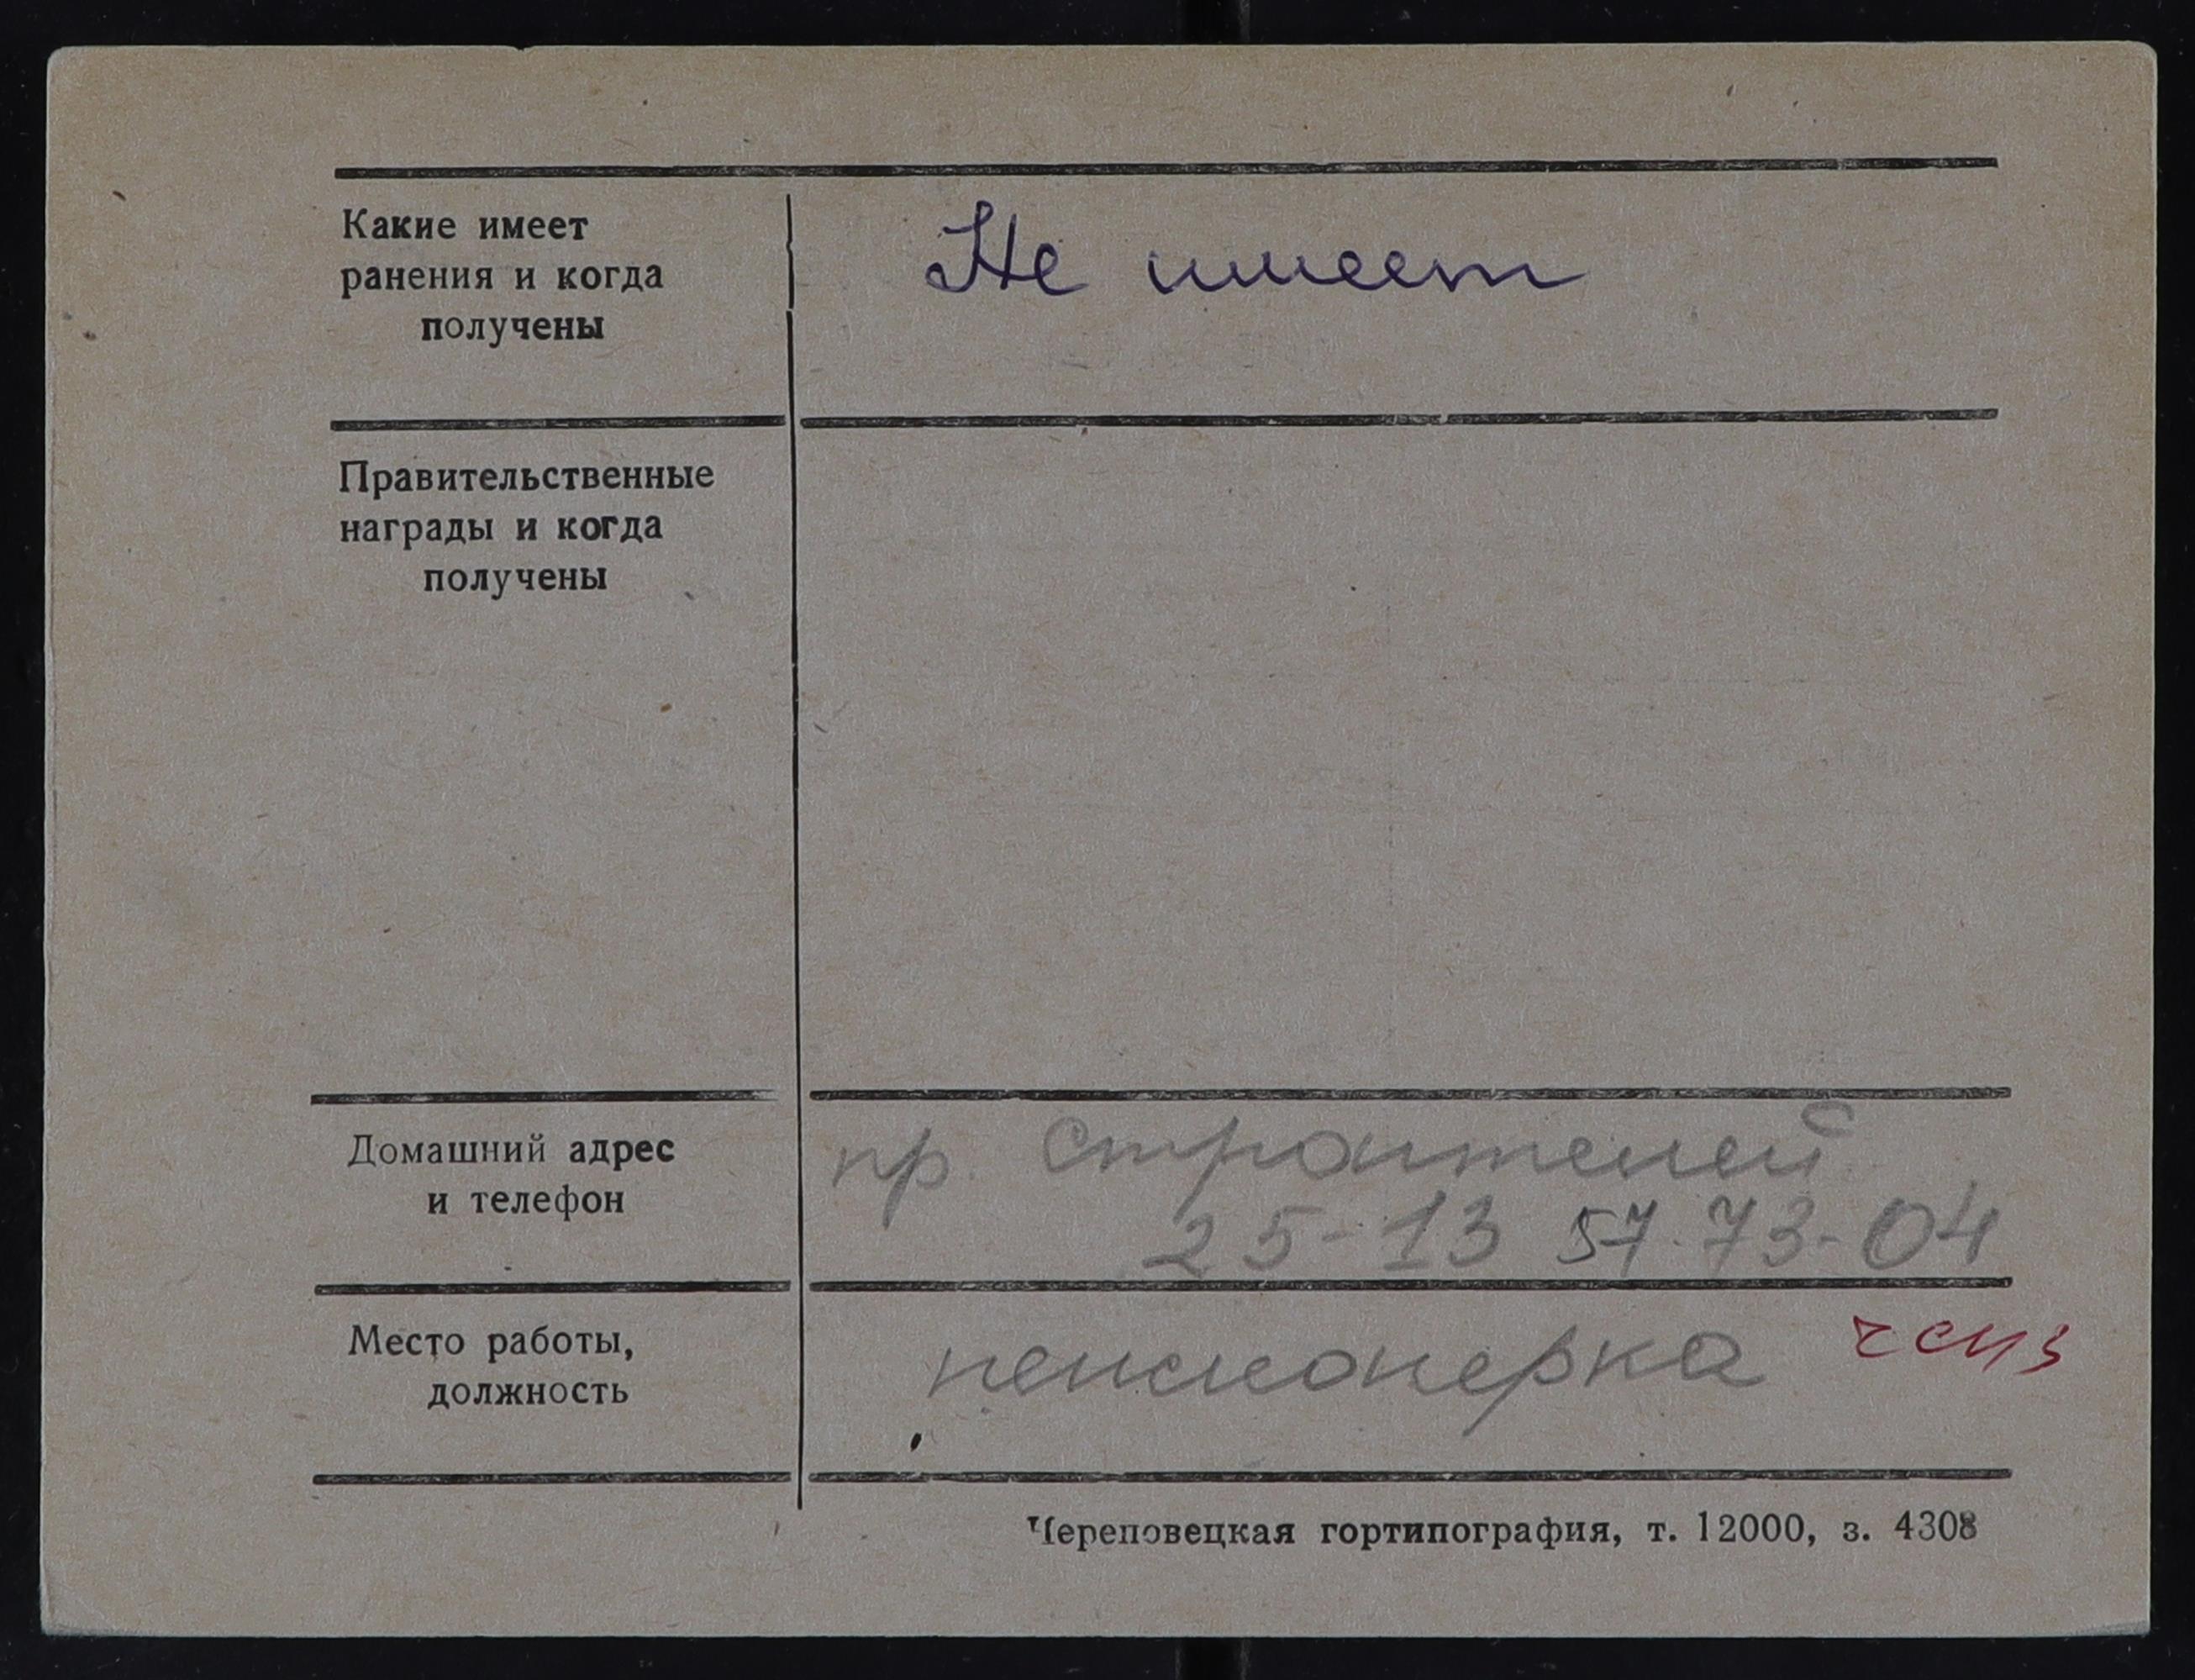 Какие имеет
ранения и когда
получены
Не имеет
Правительственные
награды и когда
получены
Домашний адрес
и телефон
пр. Строителей
25-13 57-73-04
Место работы,
должность
пенсионерка
Череповецкая гортипография, т. 12000, з. 4308